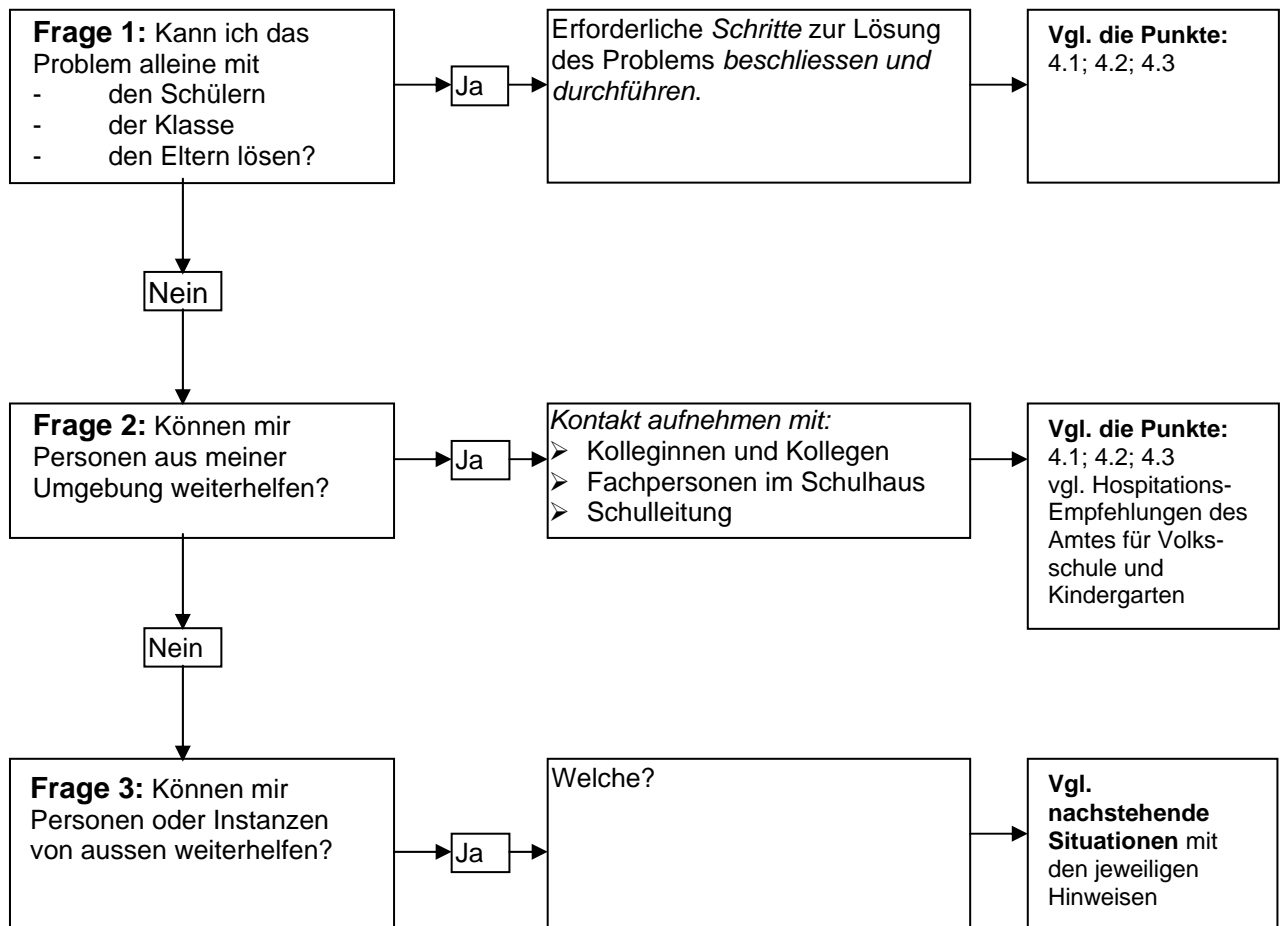 Frage 1: Kann ich das
Problem alleine mit
- den Schülern
- der Klasse
- den Eltern lösen?
Ja
Erforderliche Schritte zur Lösung
des Problems beschliessen und
durchführen.
Vgl. die Punkte:
4.1; 4.2; 4.3
Nein
Frage 2: Können mir
Personen aus meiner
Umgebung weiterhelfen?
Ja
Kontakt aufnehmen mit:
➢ Kolleginnen und Kollegen
➢ Fachpersonen im Schulhaus
➢ Schulleitung
Vgl. die Punkte:
4.1; 4.2; 4.3
vgl. Hospitations-
Empfehlungen des
Amtes für Volks-
schule und
Kindergarten
Nein
Frage 3: Können mir
Personen oder Instanzen
von aussen weiterhelfen?
Ja
Welche?
Vgl.
nachstehende
Situationen mit
den jeweiligen
Hinweisen